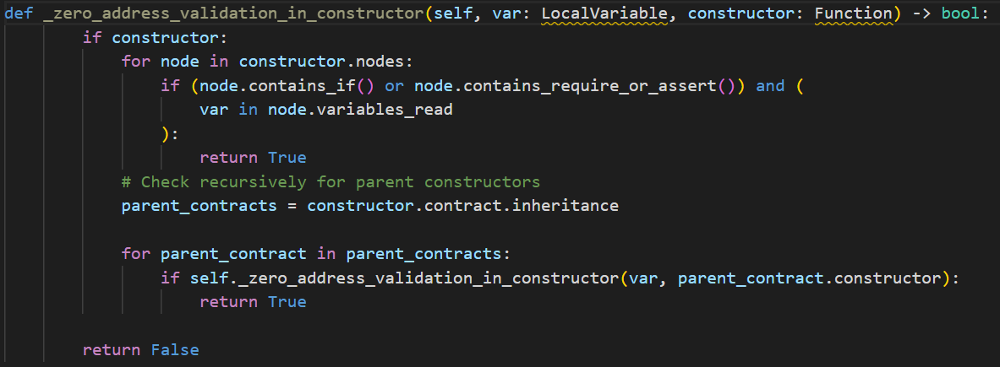 def _zero_address_validation_in_constructor(self, var: LocalVariable, constructor: Function) -> bool:
        if constructor:
            for node in constructor.nodes:
                if (node.contains_if() or node.contains_require_or_assert()) and (
                    var in node.variables_read
                ):
                    return True
            # Check recursively for parent constructors
            parent_contracts = constructor.contract.inheritance

            for parent_contract in parent_contracts:
                if self._zero_address_validation_in_constructor(var, parent_contract.constructor):
                    return True

        return False